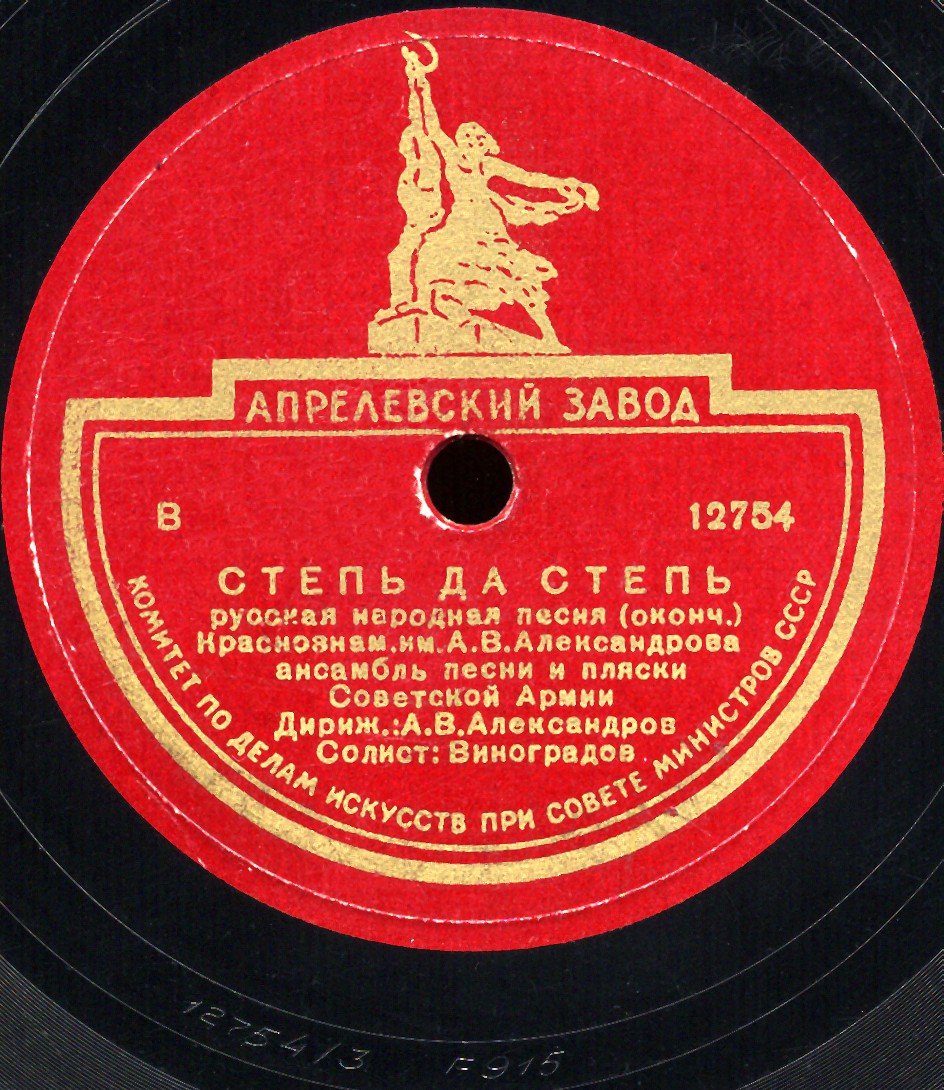 АПРЕЛЕВСКИЙ ЗАВОД
В 12754
СТЕПЬ ДА СТЕПЬ
русская народная песня (оконч.)
Краснознам.им.А.В.Александрова
ансамбль песни и пляски
Советской Армии
Дириж.:А.В.Александров
Солист: Виноградов
КОМИТЕТ ПО ДЕЛАМ ИСКУССТВ ПРИ СОВЕТЕ МИНИСТРОВ СССР
12754/3 F915